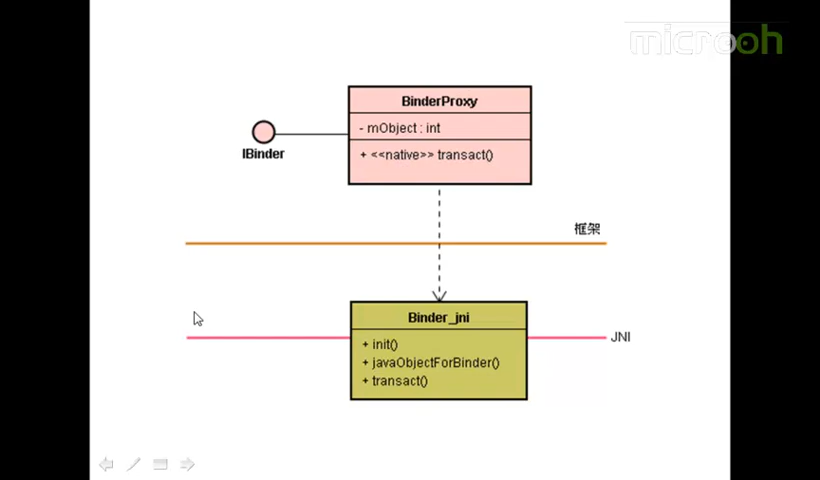 microoh
BinderProxy
- mObject : int
+ <<native>> transact()
IBinder
框架
Binder_jni
+ init()
+ javaObjectForBinder()
+ transact()
JNI